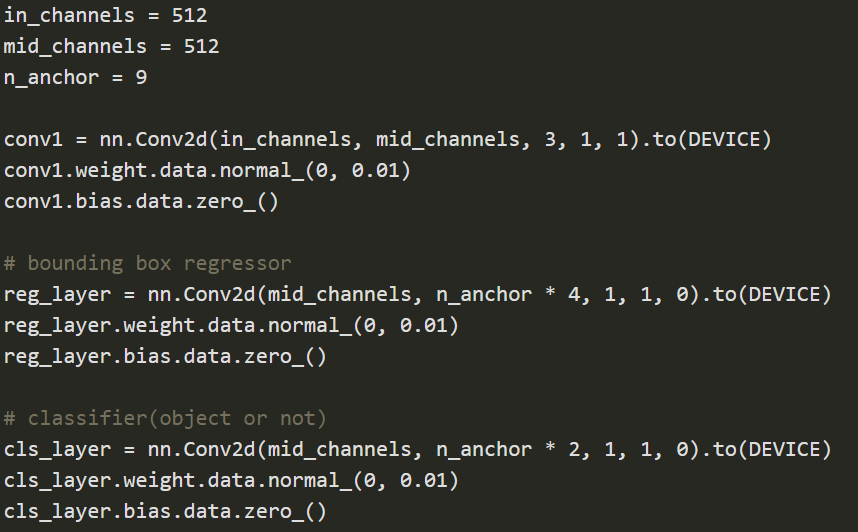 in_channels = 512
mid_channels = 512
n_anchor = 9
conv1 = nn.Conv2d(in_channels, mid_channels, 3, 1, 1).to(DEVICE)
conv1.weight.data.normal_(0, 0.01)
conv1.bias.data.zero_()
# bounding box regressor
reg_layer = nn.Conv2d(mid_channels, n_anchor * 4, 1, 1, 0).to(DEVICE)
reg_layer.weight.data.normal_(0, 0.01)
reg_layer.bias.data.zero_()
# classifier(object or not)
cls_layer = nn.Conv2d(mid_channels, n_anchor * 2, 1, 1, 0).to(DEVICE)
cls_layer.weight.data.normal_(0, 0.01)
cls_layer.bias.data.zero_()